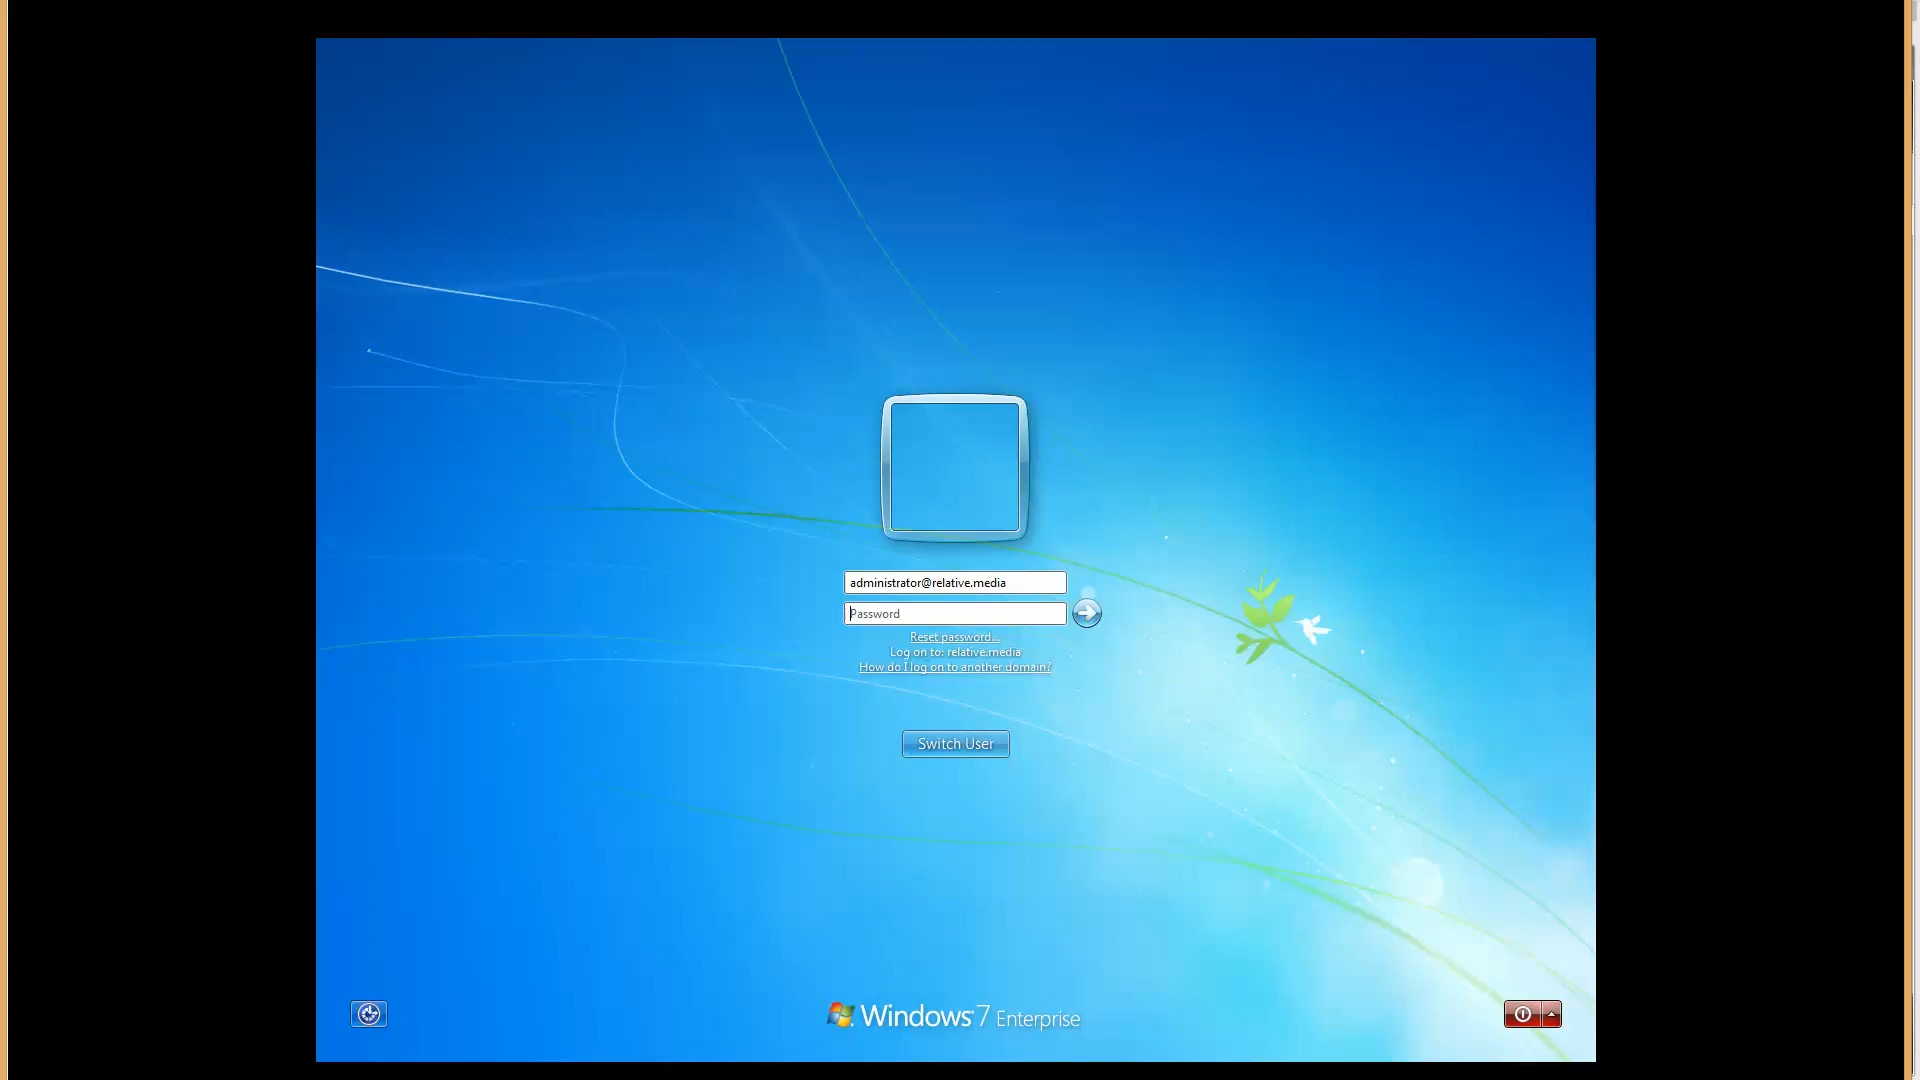 administrator@relative.media
Password
Reset password...
Log on to: relative.media
How do I log on to another domain?
Switch User
Windows 7 Enterprise